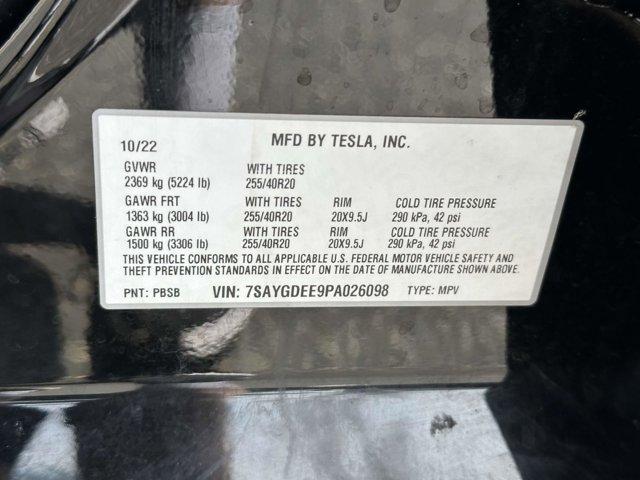 10/22 MFD BY TESLA, INC.
GVWR WITH TIRES
2369 kg (5224 lb) 255/40R20
GAWR FRT WITH TIRES RIM COLD TIRE PRESSURE
1363 kg (3004 lb) 255/40R20 20X9.5J 290 kPa, 42 psi
GAWR RR WITH TIRES RIM COLD TIRE PRESSURE
1500 kg (3306 lb) 255/40R20 20X9.5J 290 kPa, 42 psi
THIS VEHICLE CONFORMS TO ALL APPLICABLE U.S. FEDERAL MOTOR VEHICLE SAFETY AND
THEFT PREVENTION STANDARDS IN EFFECT ON THE DATE OF MANUFACTURE SHOWN ABOVE.
PNT: PBSB VIN: 7SAYGDEE9PA026098 TYPE: MPV